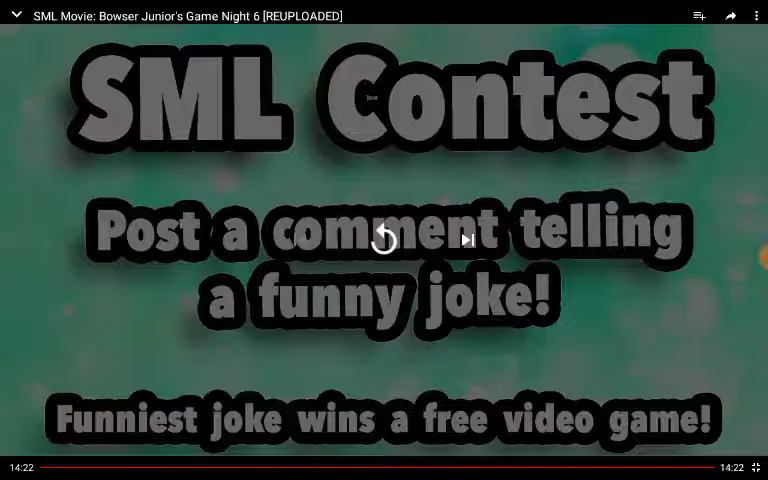 SML Movie: Bowser Junior's Game Night 6 [REUPLOADED]
SML Contest
Post a comment telling
a funny joke!
Funniest joke wins a free video game!
14:22
14:22